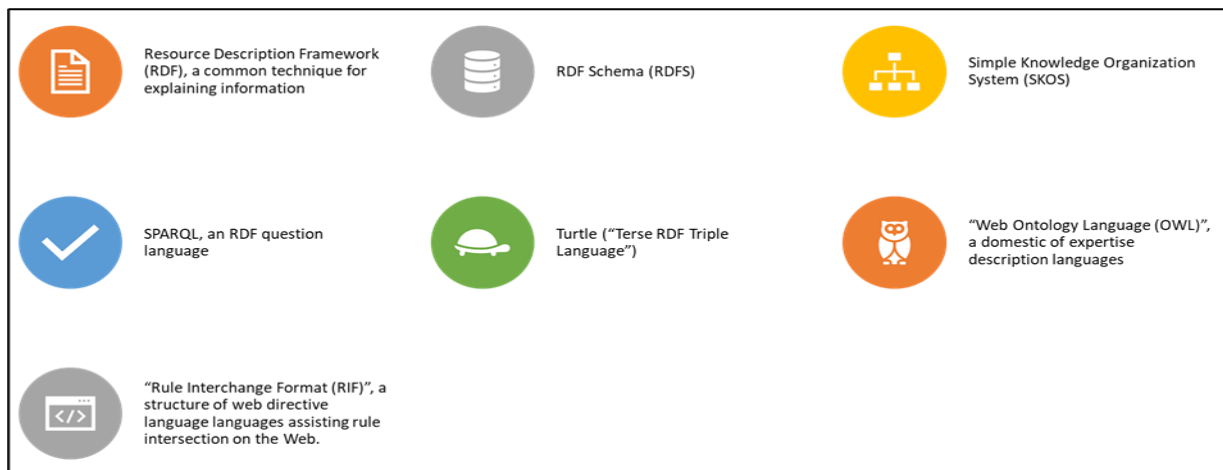 Resource Description Framework
(RDF), a common technique for
explaining information
RDF Schema (RDFS)
Simple Knowledge Organization
System (SKOS)
SPARQL, an RDF question
language
Turtle (“Terse RDF Triple
Language”)
“Web Ontology Language (OWL)”,
a domestic of expertise
description languages
“Rule Interchange Format (RIF)”, a
structure of web directive
language languages assisting rule
intersection on the Web.